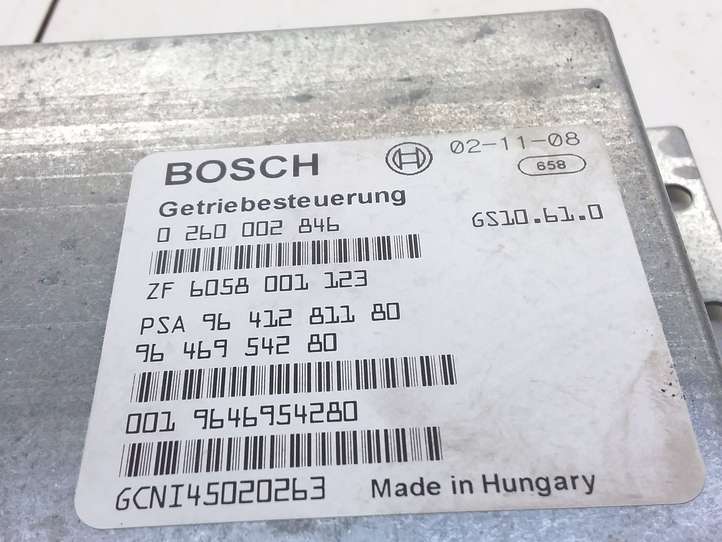 BOSCH
02-11-08
658
Getriebesteuerung
0 260 002 846
GS10.61.0
ZF 6058 001 123
PSA 96 412 811 80
96 469 542 80
001 9646954280
GCNI45020263
Made in Hungary